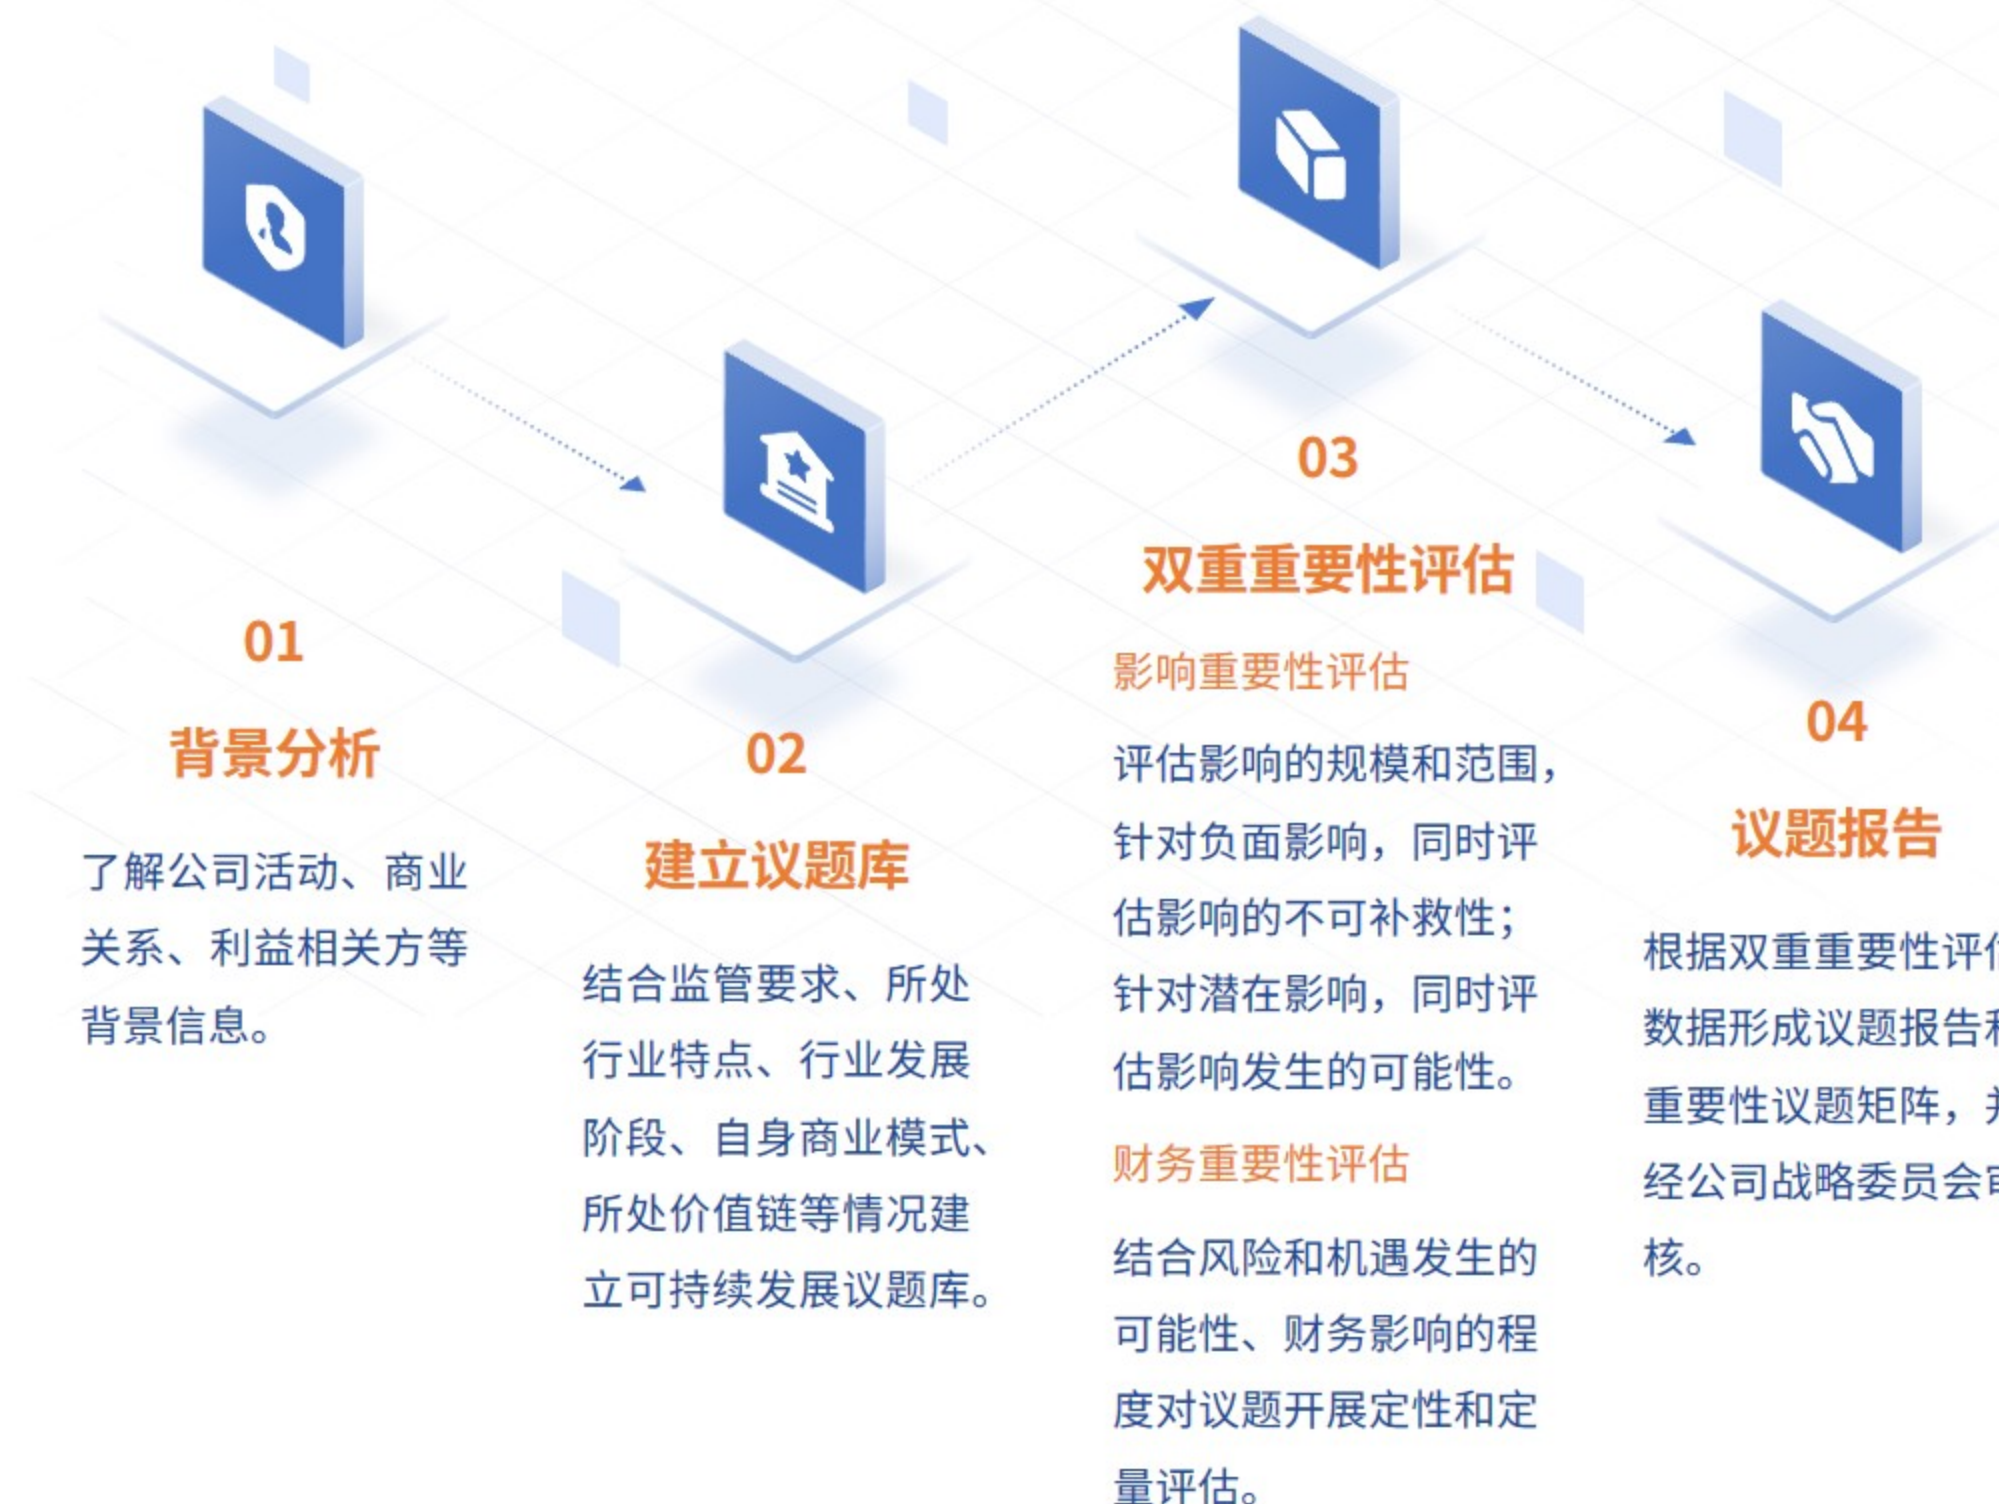 01
背景分析
了解公司活动、商业
关系、利益相关方等
背景信息。
02
建立议题库
结合监管要求、所处
行业特点、行业发展
阶段、自身商业模式、
所处价值链等情况建
立可持续发展议题库。
03
双重重要性评估
影响重要性评估
评估影响的规模和范围，
针对负面影响，同时评
估影响的不可补救性；
针对潜在影响，同时评
估影响发生的可能性。
财务重要性评估
结合风险和机遇发生的
可能性、财务影响的程
度对议题开展定性和定
量评估。
04
议题报告
根据双重重要性评
数据形成议题报告
重要性议题矩阵，
经公司战略委员会
核。